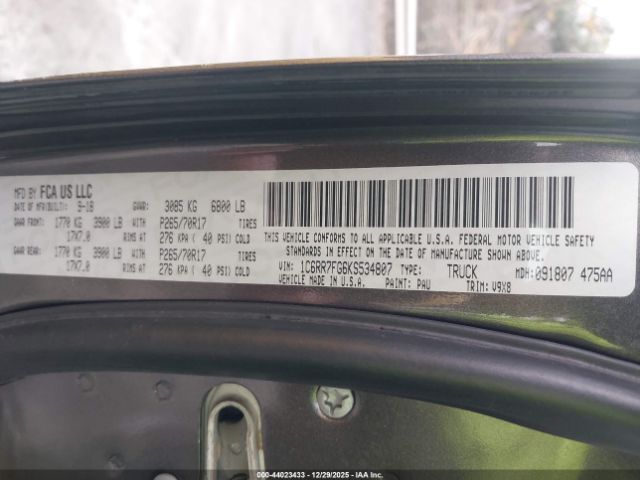 MFD BY FCA US LLC
DATE OF MFR(BUILT): 9-18 GVWR: 3085 KG 6800 LB
GAWR FRONT: 1770 KG 3900 LB WITH P265/70R17 TIRES
17X7.0 RIMS AT 276 KPA ( 40 PSI) COLD
GAWR REAR: 1770 KG 3900 LB WITH P265/70R17 TIRES
17X7.0 RIMS AT 276 KPA ( 40 PSI) COLD
THIS VEHICLE CONFORMS TO ALL APPLICABLE U.S.A. FEDERAL MOTOR VEHICLE SAFETY
STANDARDS IN EFFECT ON THE DATE OF MANUFACTURE SHOWN ABOVE.
VIN: 1C6RR7FG6KS534807 TYPE: TRUCK MDH: 091807 475AA
VEHICLE MADE IN U.S.A. PAINT: PAU TRIM: V9X8
000-44023433 - 12/29/2025 - IAAI